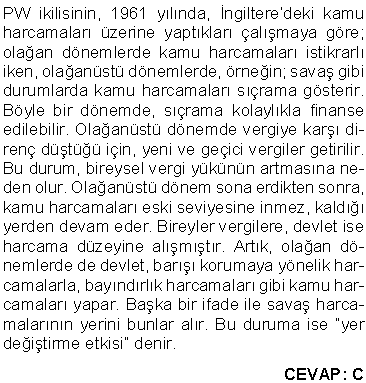 PW ikilisinin, 1961 yılında, İngiltere'deki kamu
harcamaları üzerine yaptıkları çalışmaya göre;
olağan dönemlerde kamu harcamaları istikrarlı
iken, olağanüstü dönemlerde, örneğin; savaş gibi
durumlarda kamu harcamaları sıçrama gösterir.
Böyle bir dönemde, sıçrama kolaylıkla finanse
edilebilir. Olağanüstü dönemde vergiye karşı di-
renç düştüğü için, yeni ve geçici vergiler getirilir.
Bu durum, bireysel vergi yükünün artmasına ne-
den olur. Olağanüstü dönem sona erdikten sonra,
kamu harcamaları eski seviyesine inmez, kaldığı
yerden devam eder. Bireyler vergilere, devlet ise
harcama düzeyine alışmıştır. Artık, olağan dö-
nemlerde de devlet, barışı korumaya yönelik har-
camalarla, bayındırlık harcamaları gibi kamu har-
camaları yapar. Başka bir ifade ile savaş harca-
malarının yerini bunlar alır. Bu duruma ise "yer
değiştirme etkisi" denir.
CEVAP: C